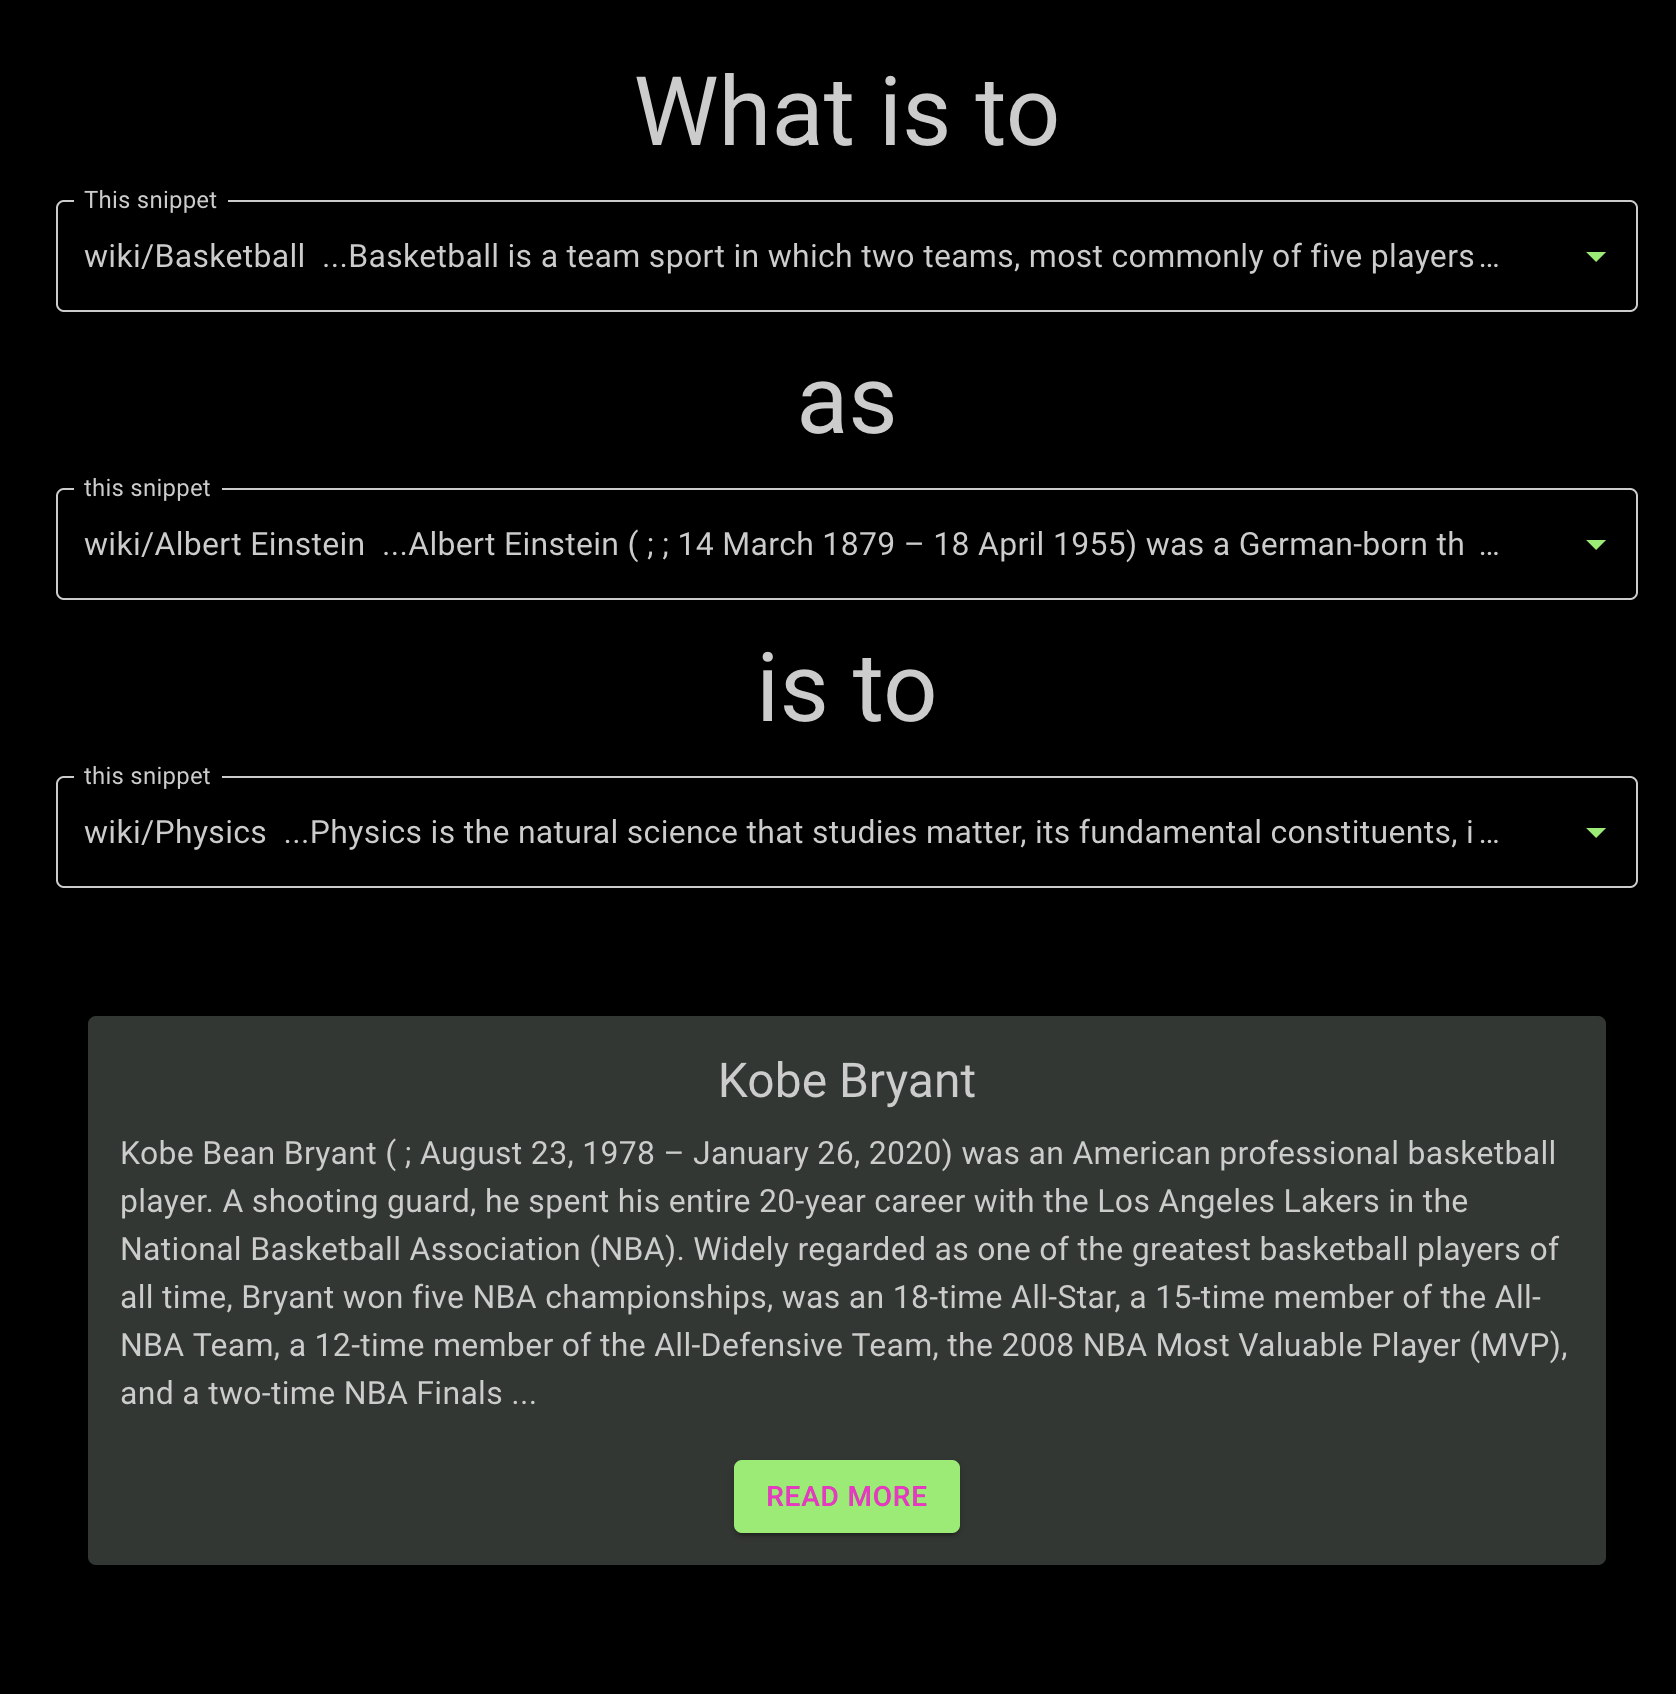 What is to
This snippet
wiki/Basketball ...Basketball is a team sport in which two teams, most commonly of five players...
as
this snippet
wiki/Albert Einstein ...Albert Einstein ( ; ; 14 March 1879 – 18 April 1955) was a German-born th ...
is to
this snippet
wiki/Physics ...Physics is the natural science that studies matter, its fundamental constituents, i...
Kobe Bryant
Kobe Bean Bryant ( ; August 23, 1978 – January 26, 2020) was an American professional basketball
player. A shooting guard, he spent his entire 20-year career with the Los Angeles Lakers in the
National Basketball Association (NBA). Widely regarded as one of the greatest basketball players of
all time, Bryant won five NBA championships, was an 18-time All-Star, a 15-time member of the All-
NBA Team, a 12-time member of the All-Defensive Team, the 2008 NBA Most Valuable Player (MVP),
and a two-time NBA Finals ...
READ MORE